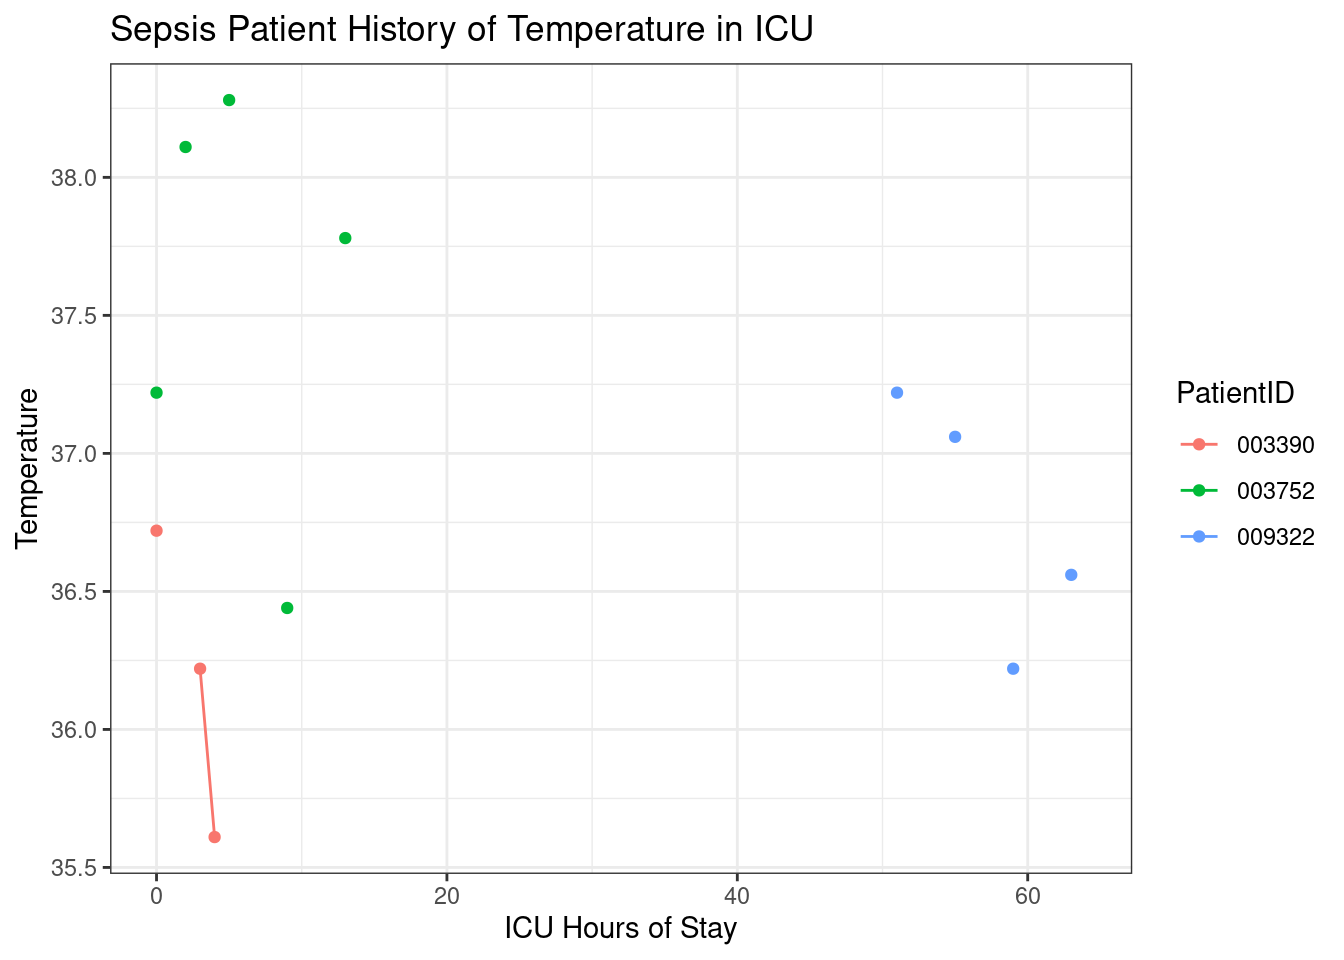 Sepsis Patient History of Temperature in ICU
38.0
37.5
37.0
36.5
36.0
35.5
Temperature
0 20 40 60
ICU Hours of Stay
PatientID
003390
003752
009322